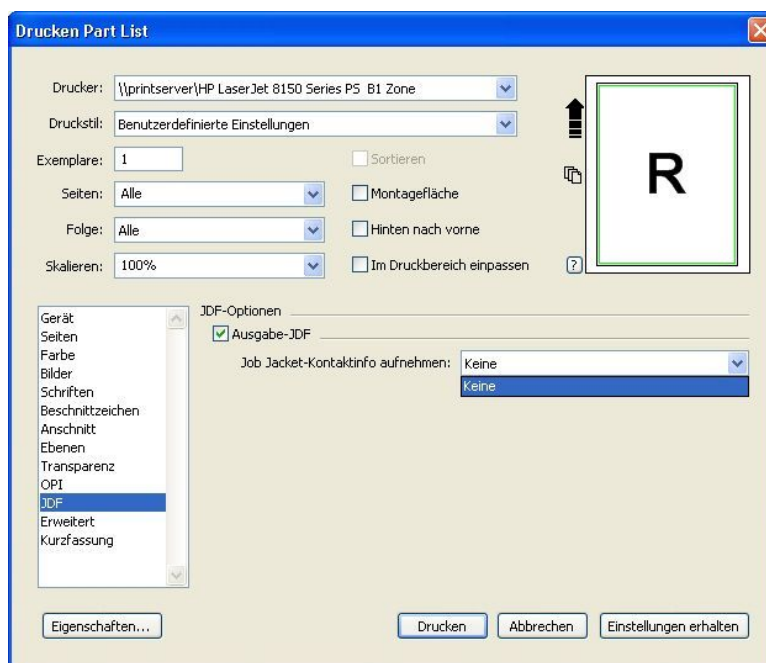 Drucken Part List
Drucker: \\printserver\HP LaserJet 8150 Series PS B1 Zone
Druckstil: Benutzerdefinierte Einstellungen
Exemplare: 1 Sortieren
Seiten: Alle Montagefläche
Folge: Alle Hinten nach vorne
Skalieren: 100% Im Druckbereich einpassen ?
R
Gerät
Seiten
Farbe
Bilder
Schriften
Beschnittzeichen
Anschnitt
Ebenen
Transparenz
OPI
JDF
Erweitert
Kurzfassung
JDF-Optionen
Ausgabe-JDF
Job Jacket-Kontaktinfo aufnehmen: Keine
Keine
Eigenschaften... Drucken Abbrechen Einstellungen erhalten